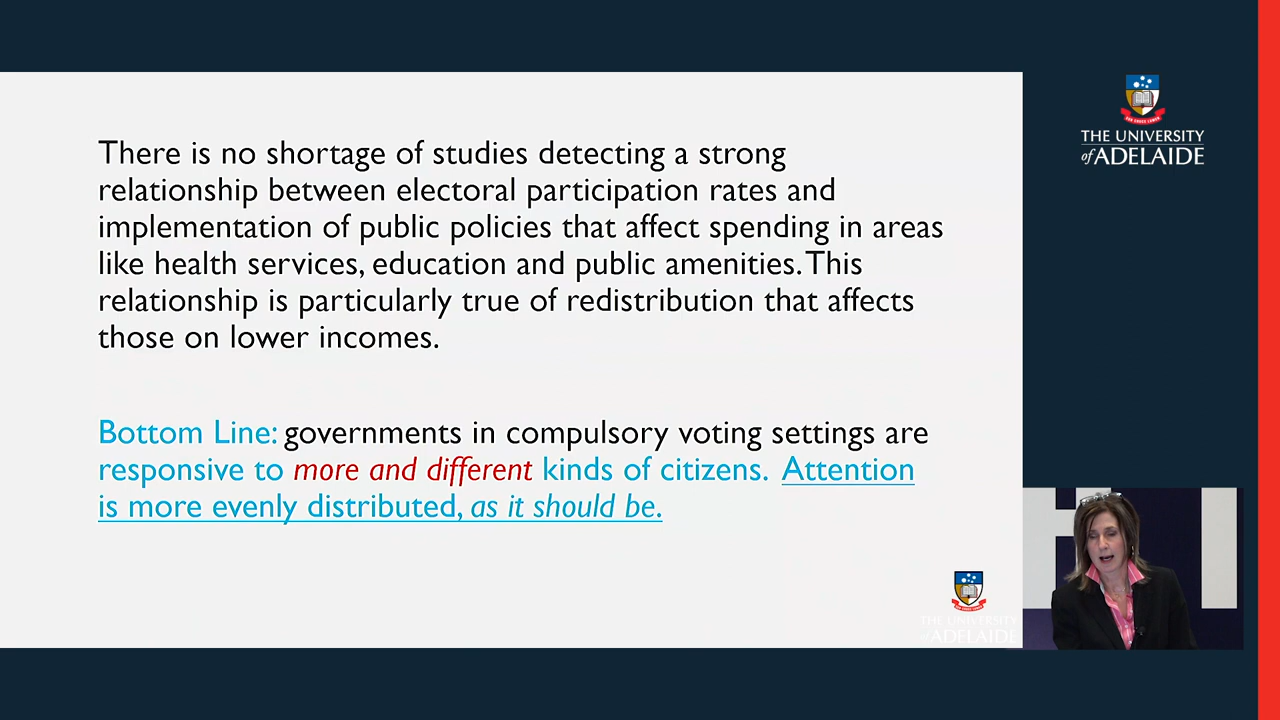 There is no shortage of studies detecting a strong
relationship between electoral participation rates and
implementation of public policies that affect spending in areas
like health services, education and public amenities. This
relationship is particularly true of redistribution that affects
those on lower incomes.
Bottom Line: governments in compulsory voting settings are
responsive to more and different kinds of citizens. Attention
is more evenly distributed, as it should be.
THE UNIVERSITY
of ADELAIDE
THE UNIVERSITY
of ADELAIDE